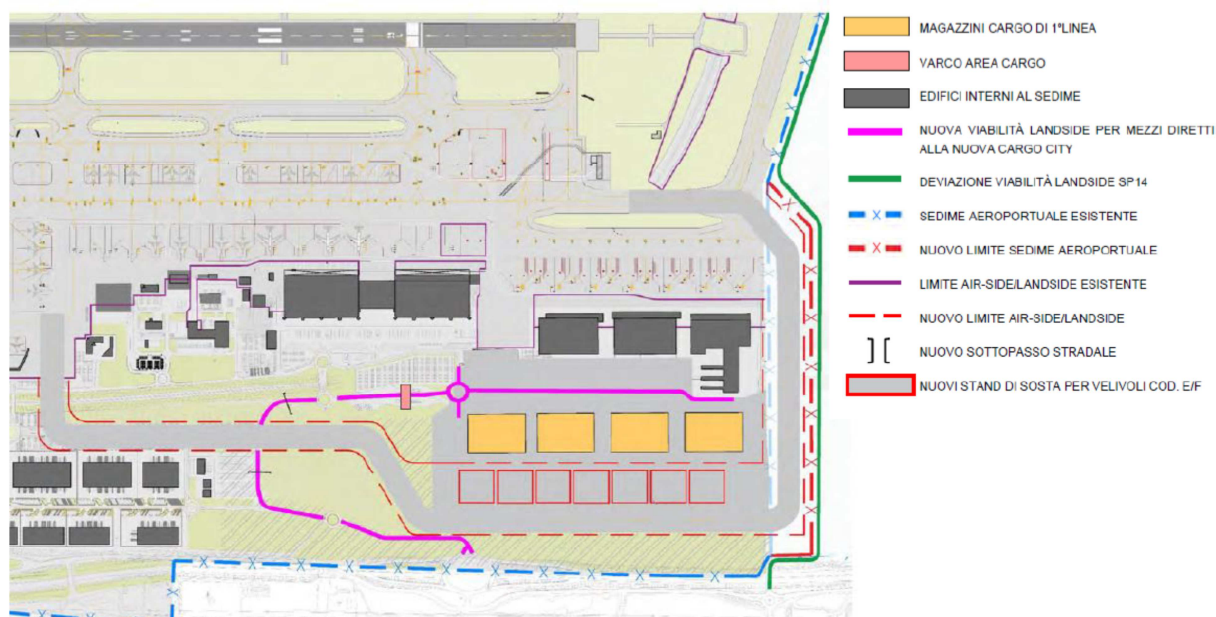 MAGAZZINI CARGO DI 1°LINEA
VARCO AREA CARGO
EDIFICI INTERNI AL SEDIME
NUOVA VIABILITÀ LANDSIDE PER MEZZI DIRETTI
ALLA NUOVA CARGO CITY
DEVIAZIONE VIABILITÀ LANDSIDE SP14
SEDIME AEROPORTUALE ESISTENTE
NUOVO LIMITE SEDIME AEROPORTUALE
LIMITE AIR-SIDE/LANDSIDE ESISTENTE
NUOVO LIMITE AIR-SIDE/LANDSIDE
NUOVO SOTTOPASSO STRADALE
NUOVI STAND DI SOSTA PER VELIVOLI COD. E/F